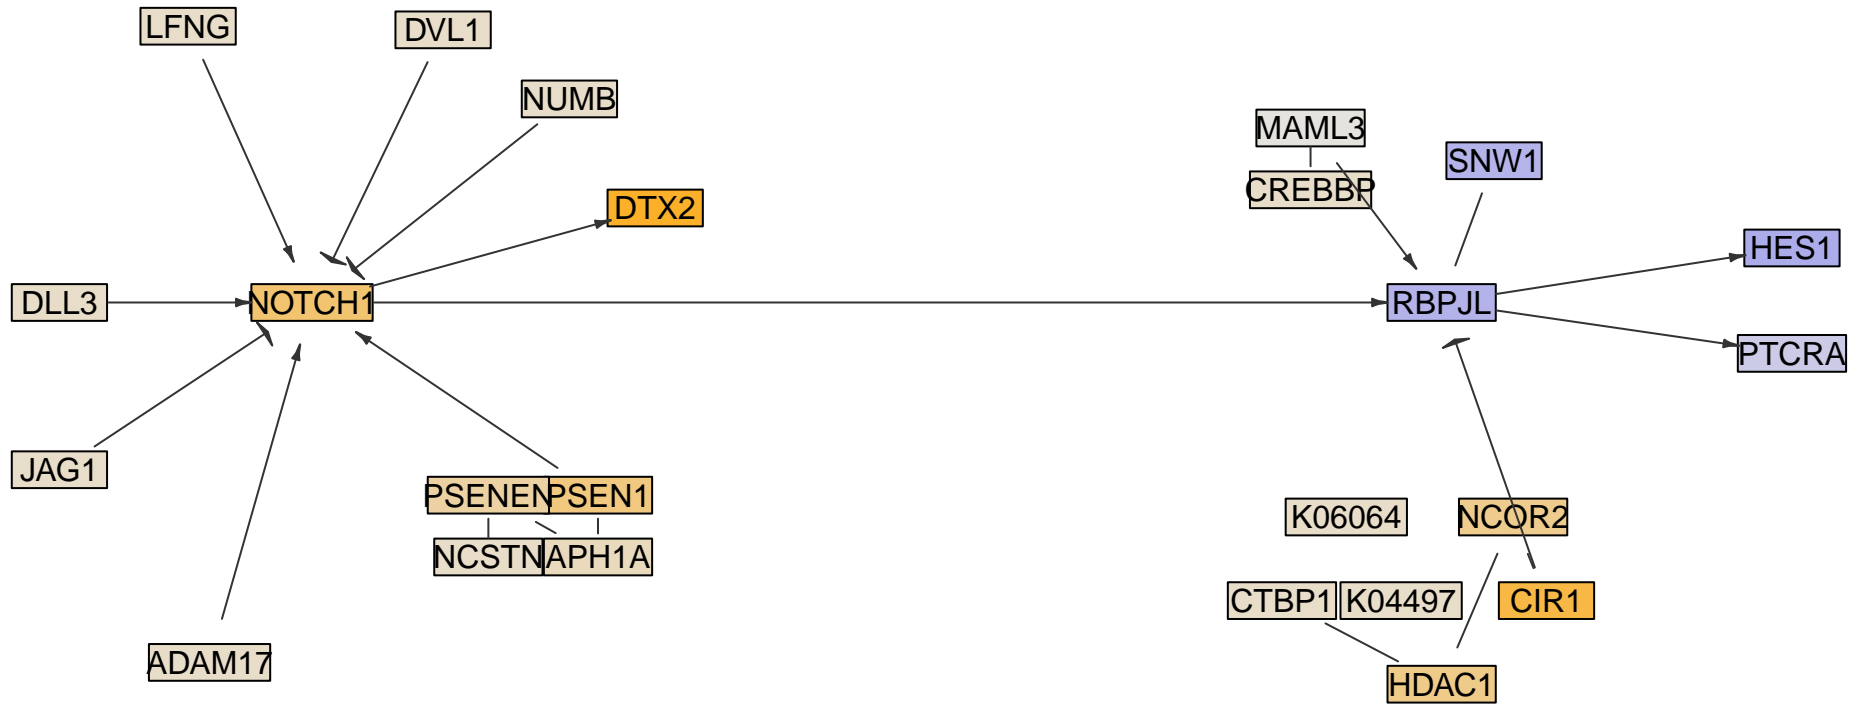 LFNG
DVL1
NUMB
MAML3
SNW1
CREBBP
DTX2
HES1
DLL3
NOTCH1
RBPJL
PTCRA
JAG1
PSENEN
PSEN1
K06064
NCOR2
NCSTN
APH1A
CTBP1
K04497
CIR1
ADAM17
HDAC1